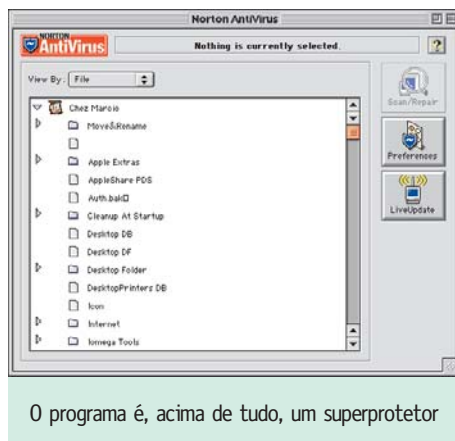 Norton AntiVirus
NORTON
AntiVirus
Nothing is currently selected.
?
View By: File
Chez Marcio
Move&Rename
Apple Extras
AppleShare PDS
Auth.bak
Cleanup At Startup
Desktop DB
Desktop DF
Desktop Folder
DesktopPrinters DB
Icon
Internet
Iomega Tools
Scan/Repair
Preferences
LiveUpdate
O programa é, acima de tudo, um superprotetor